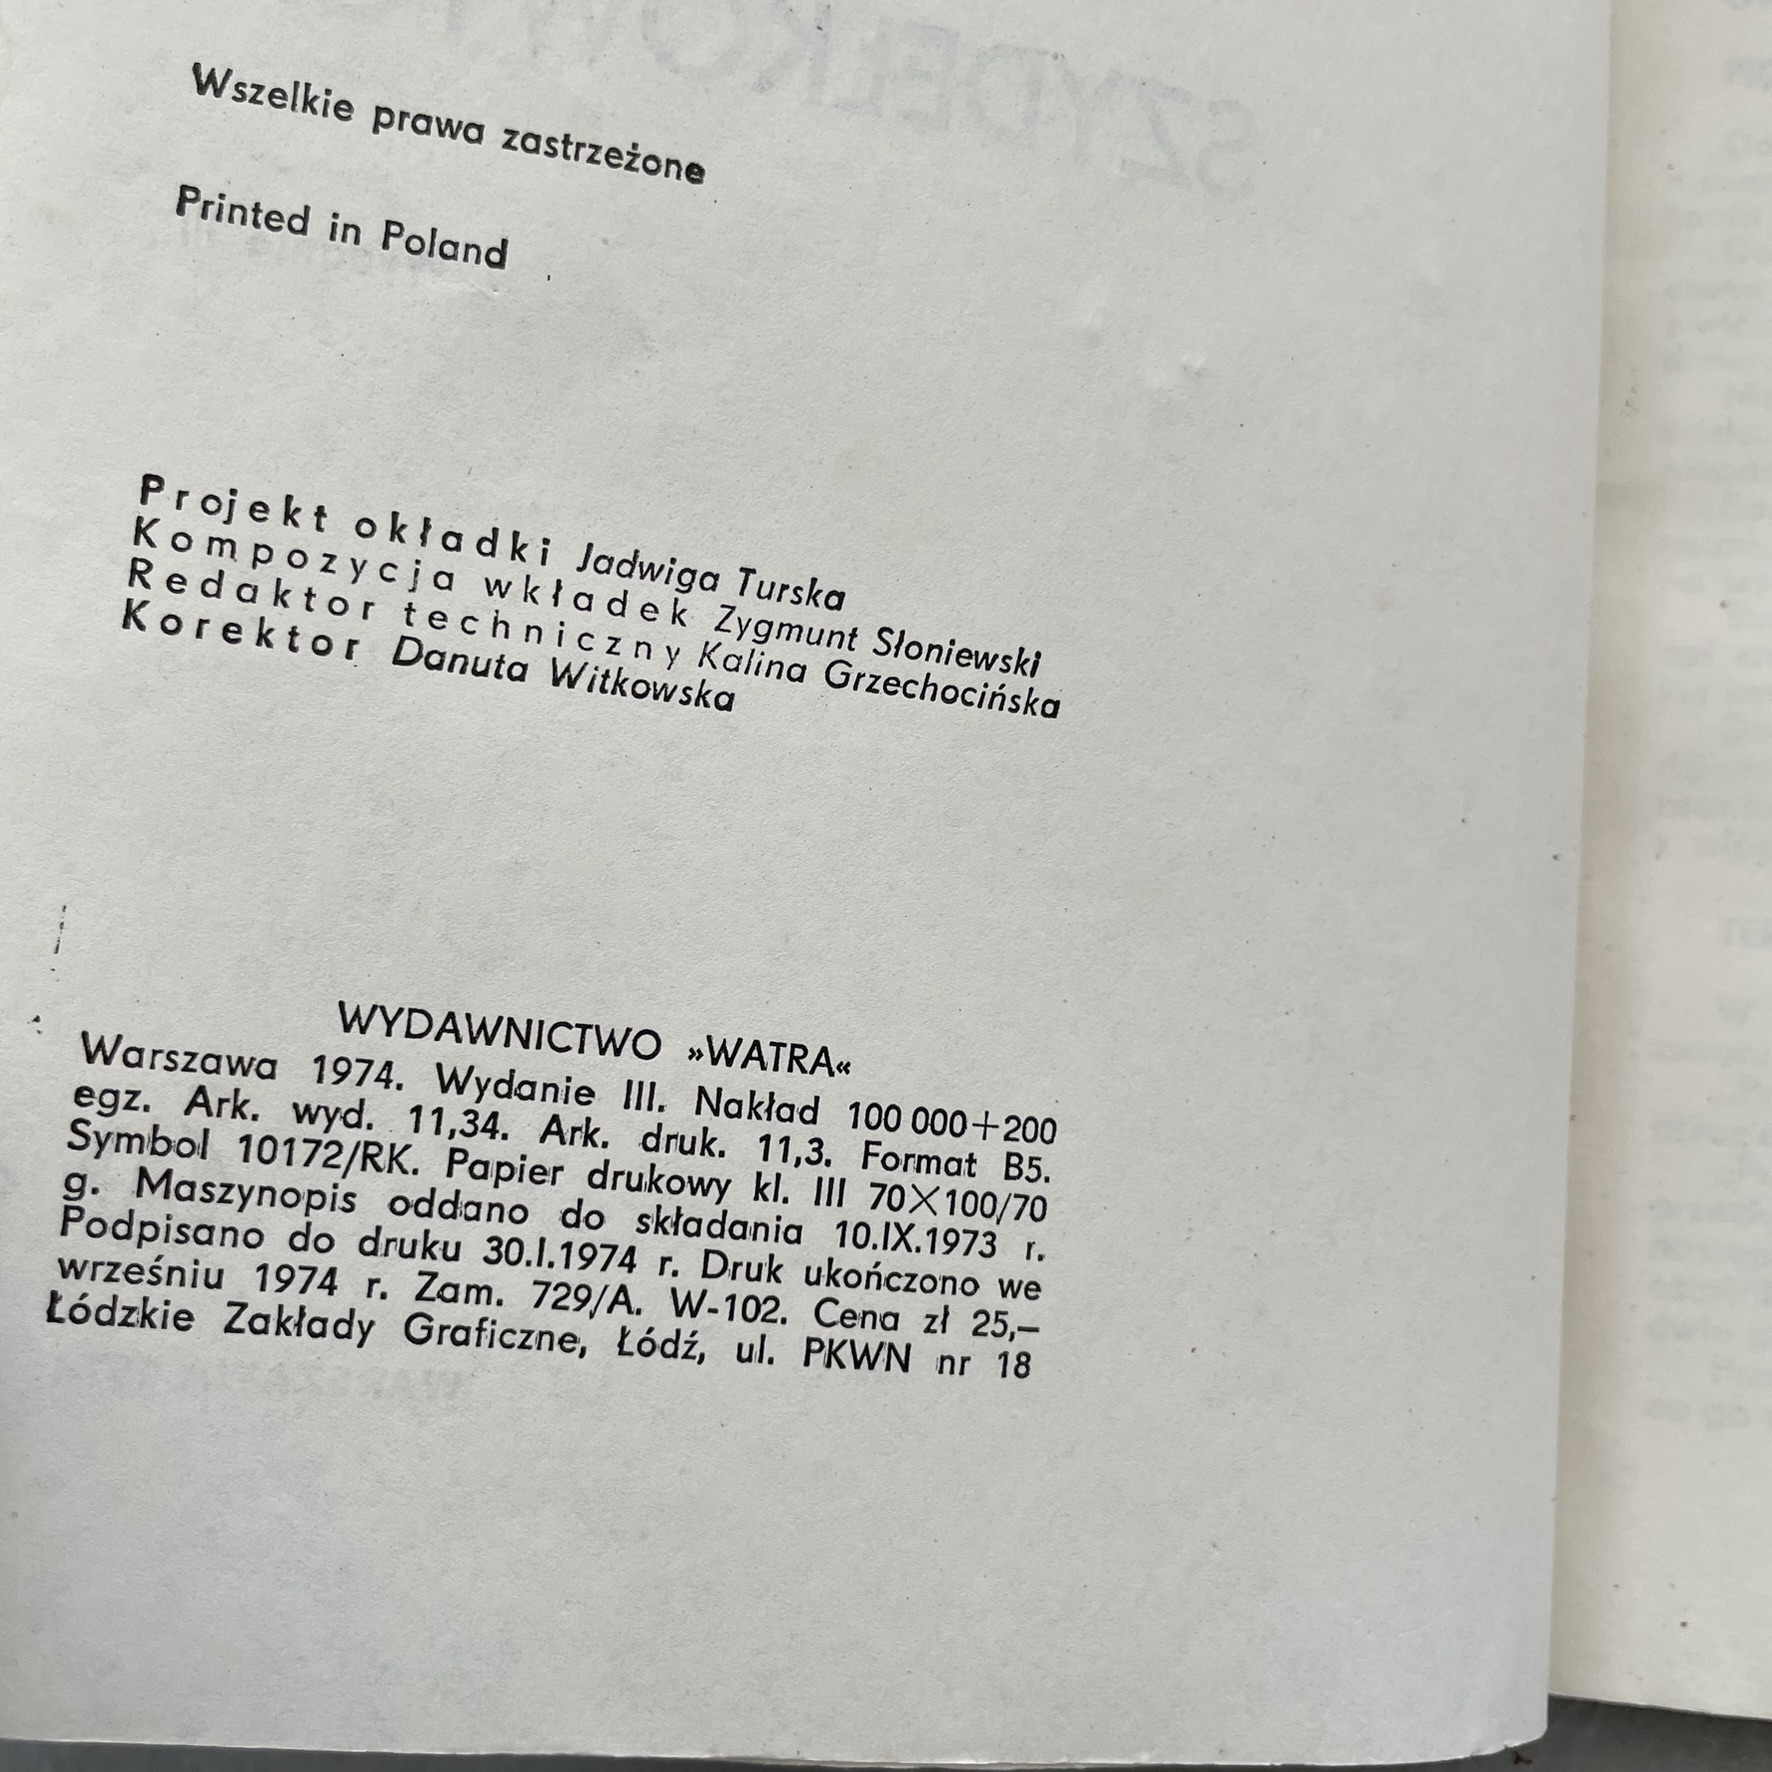 Wszelkie prawa zastrzeżone
Printed in Poland
Projekt okładki Jadwiga Turska
Kompozycja wkładek Zygmunt Słoniewski
Redaktor techniczny Kalina Grzechocińska
Korektor Danuta Witkowska
WYDAWNICTWO »WATRA«
Warszawa 1974. Wydanie III. Nakład 100 000+200
egz. Ark. wyd. 11,34. Ark. druk. 11,3. Format B5.
Symbol 10172/RK. Papier drukowy kl. III 70×100/70
g. Maszynopis oddano do składania 10.IX.1973 r.
Podpisano do druku 30.I.1974 r. Druk ukończono we
wrześniu 1974 r. Zam. 729/A. W-102. Cena zł 25,—
Łódzkie Zakłady Graficzne, Łódź, ul. PKWN nr 18